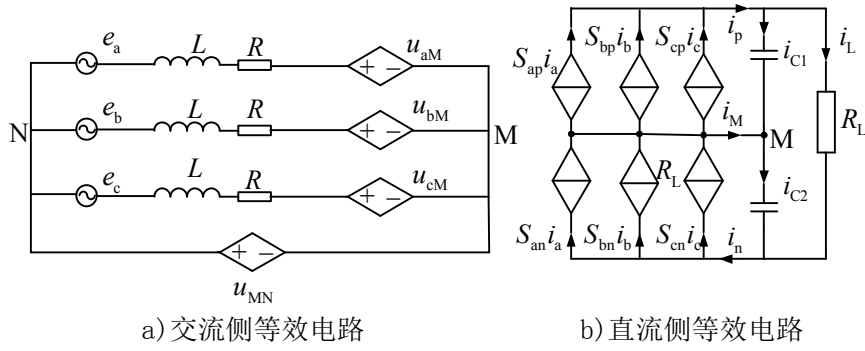 e_a L R u_aM
e_b L R u_bM
N M
e_c L R u_cM
u_MN
a)交流侧等效电路
S_ap i_a S_bp i_b S_cp i_c i_p i_C1 i_L
i_M M R_L
R_L i_C2
S_an i_a S_bn i_b S_cn i_c i_n
b)直流侧等效电路